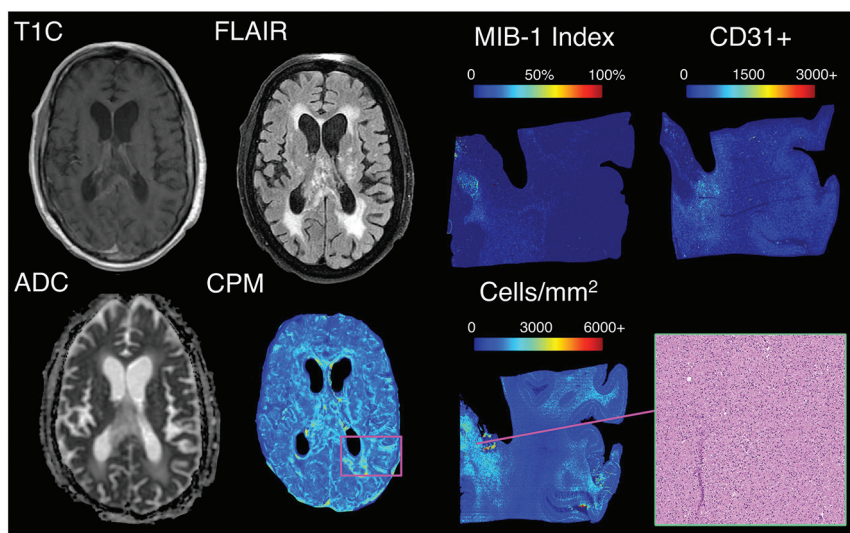 T1C
FLAIR
MIB-1 Index
CD31+
0 50% 100%
0 1500 3000+
ADC
CPM
Cells/mm²
0 3000 6000+